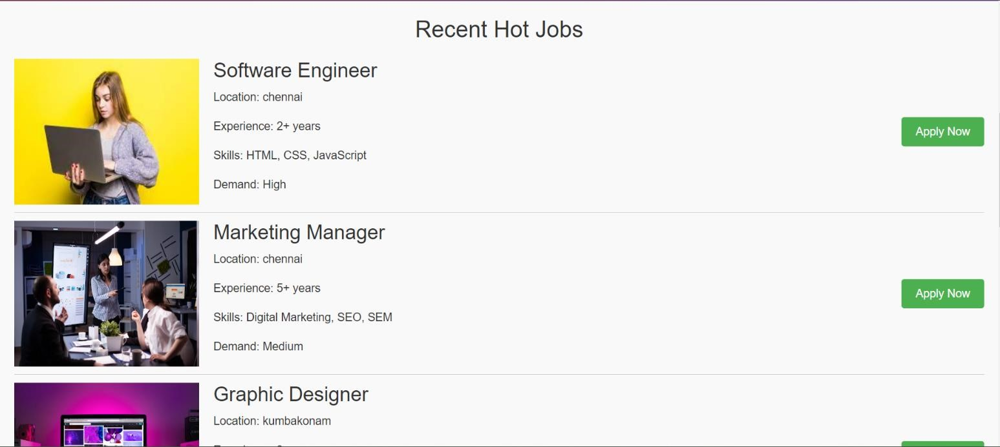 Recent Hot Jobs
Software Engineer
Location: chennai
Experience: 2+ years
Skills: HTML, CSS, JavaScript
Demand: High
Apply Now
Marketing Manager
Location: chennai
Experience: 5+ years
Skills: Digital Marketing, SEO, SEM
Demand: Medium
Apply Now
Graphic Designer
Location: kumbakonam